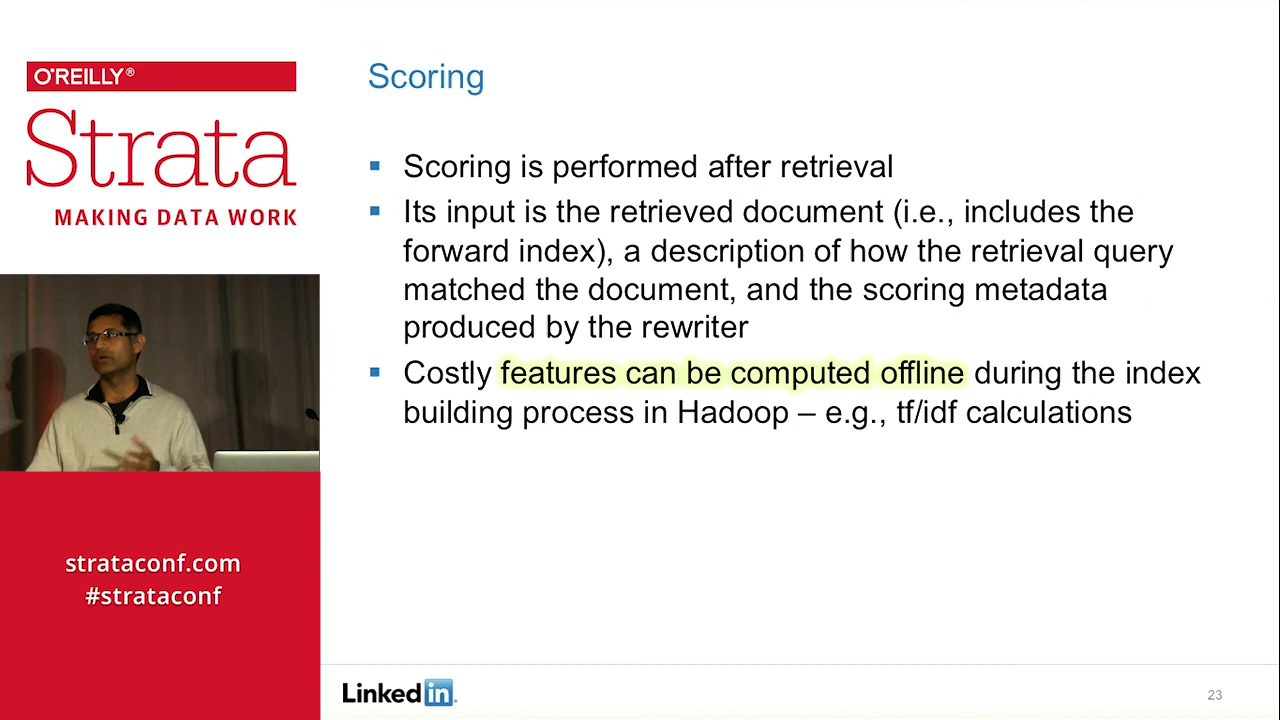 O'REILLY®
Strata
MAKING DATA WORK
strataconf.com
#strataconf
Scoring
▪ Scoring is performed after retrieval
▪ Its input is the retrieved document (i.e., includes the
forward index), a description of how the retrieval query
matched the document, and the scoring metadata
produced by the rewriter
▪ Costly features can be computed offline during the index
building process in Hadoop – e.g., tf/idf calculations
Linked in.
23